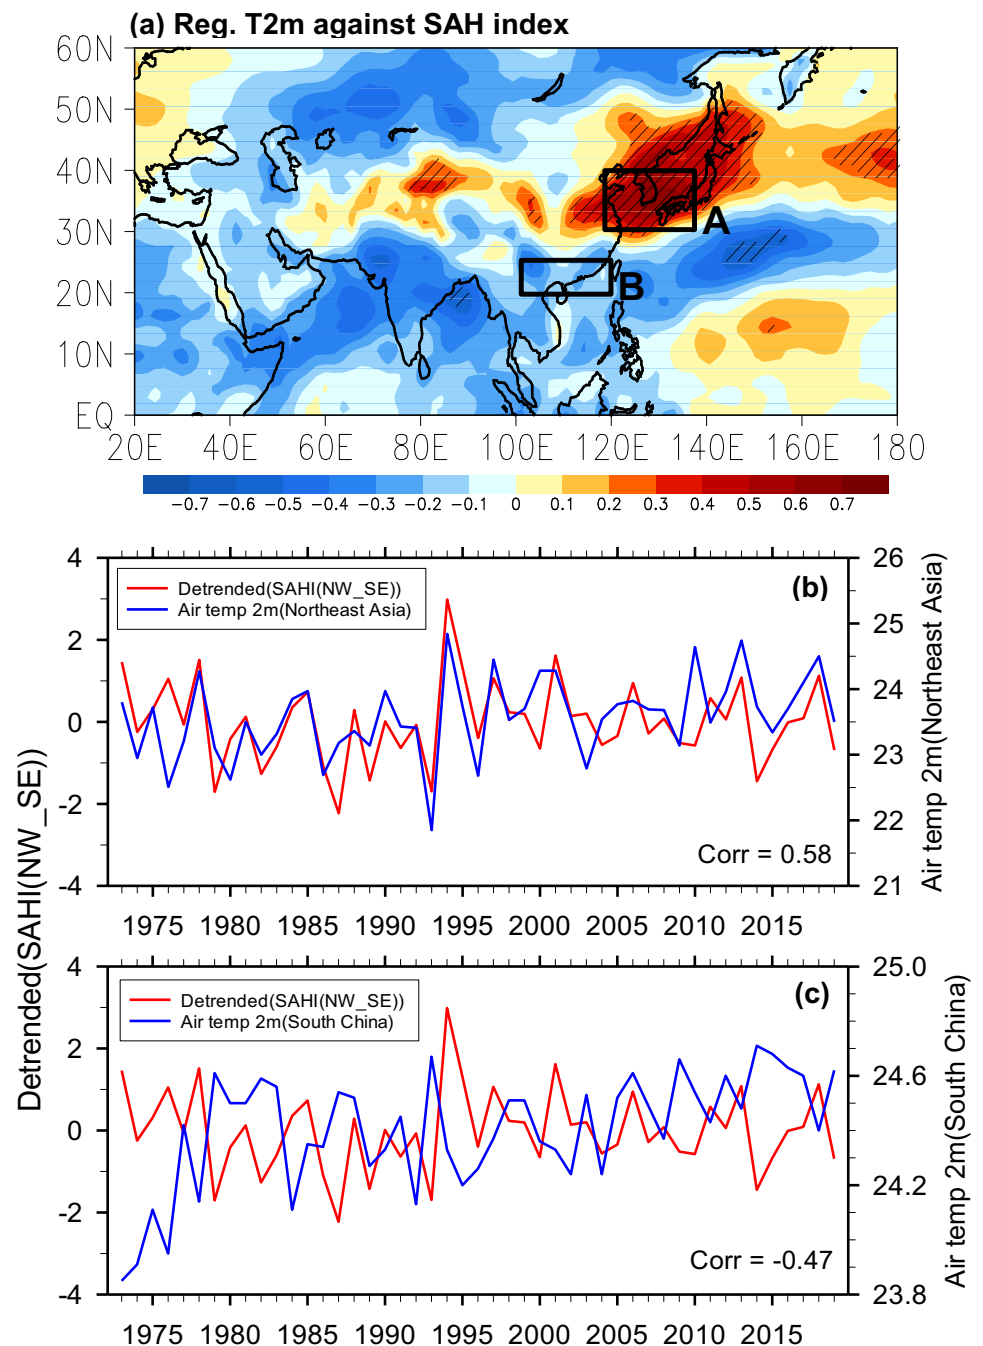 (a) Reg. T2m against SAH index
60N
50N
40N
30N
20N
10N
EQ
A
B
20E 40E 60E 80E 100E 120E 140E 160E 180
-0.7 -0.6 -0.5 -0.4 -0.3 -0.2 -0.1 0 0.1 0.2 0.3 0.4 0.5 0.6 0.7
Detrended(SAHI(NW_SE))
4
2
0
-2
-4
Detrended(SAHI(NW_SE))
Air temp 2m(Northeast Asia)
(b)
Corr = 0.58
26
25
24
23
22
21
Air temp 2m(Northeast Asia)
1975 1980 1985 1990 1995 2000 2005 2010 2015
4
2
0
-2
-4
Detrended(SAHI(NW_SE))
Air temp 2m(South China)
(c)
Corr = -0.47
25.0
24.6
24.2
23.8
Air temp 2m(South China)
1975 1980 1985 1990 1995 2000 2005 2010 2015